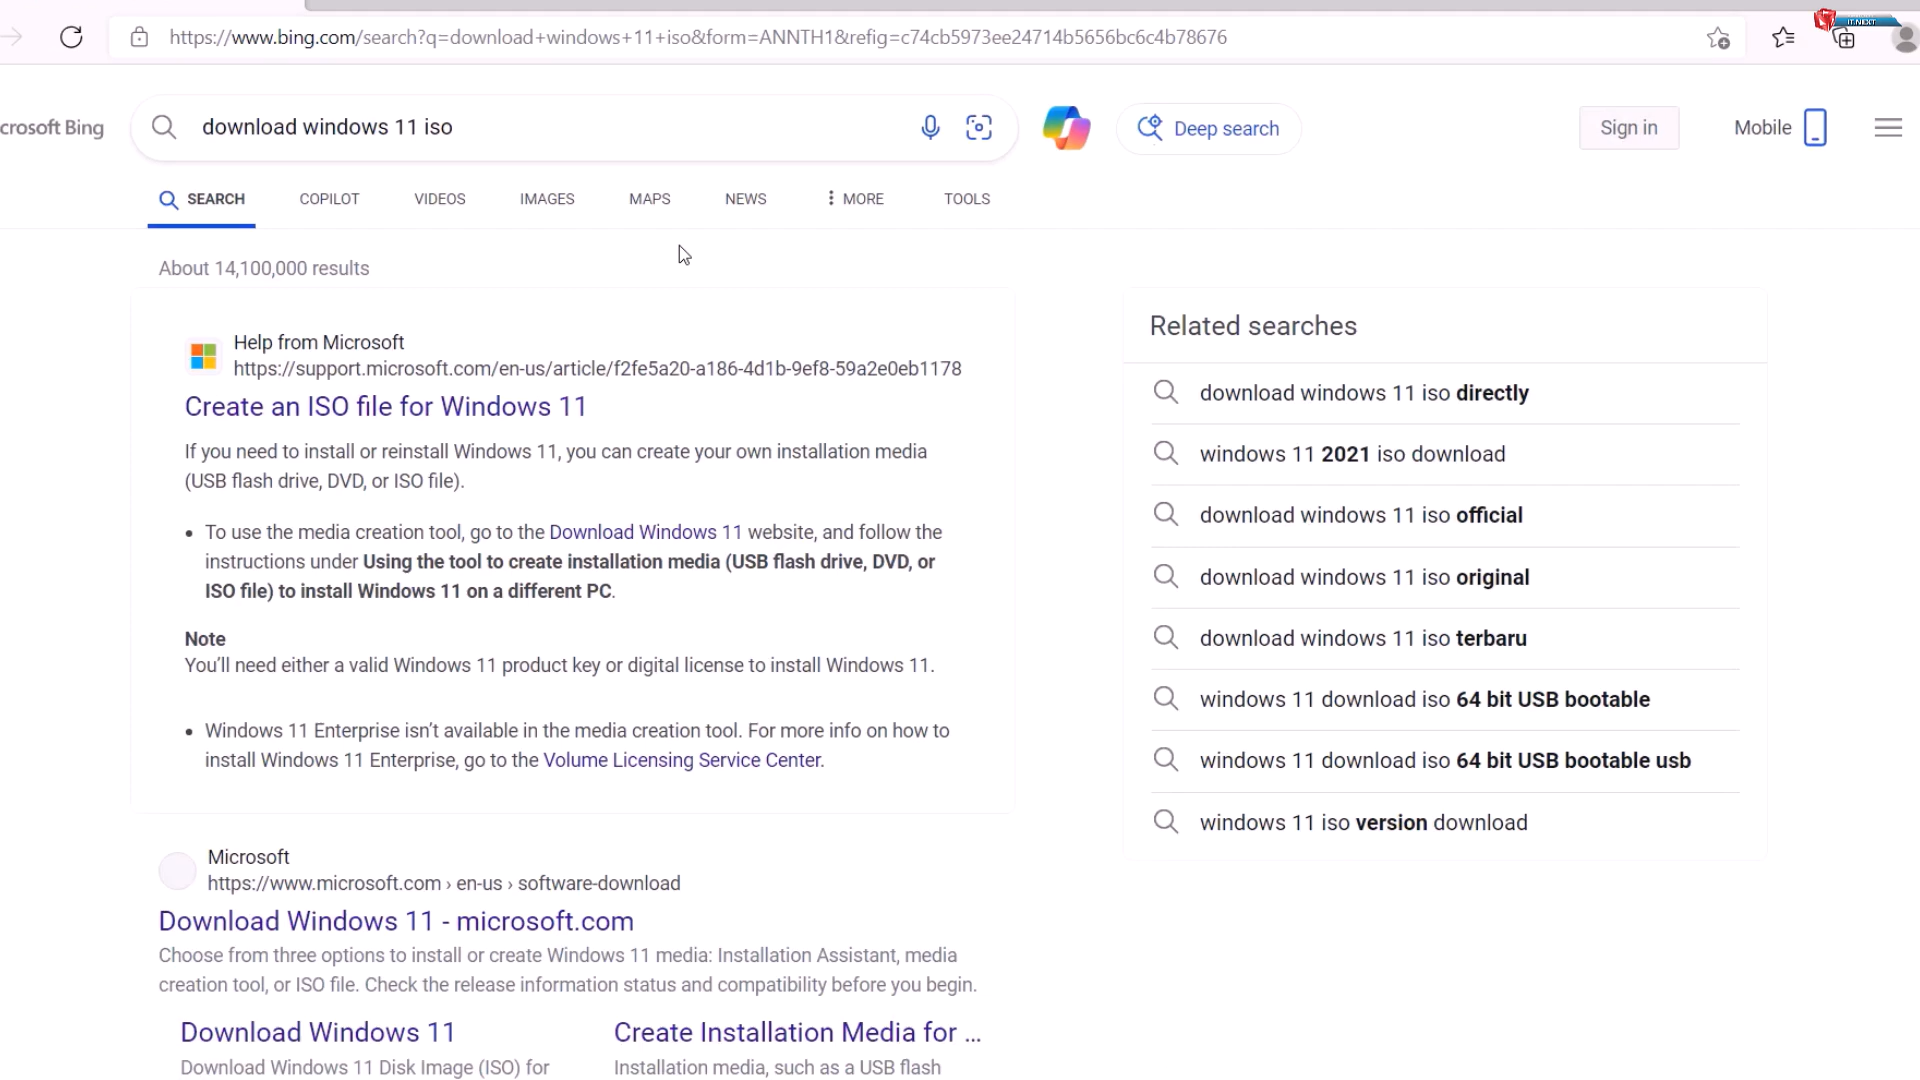 IT.NEXT
https://www.bing.com/search?q=download+windows+11+iso&form=ANNTH1&refig=c74cb5973ee24714b5656bc6c4b78676
crosoft Bing
download windows 11 iso
Deep search
Sign in
Mobile
SEARCH
COPILOT
VIDEOS
IMAGES
MAPS
NEWS
MORE
TOOLS
About 14,100,000 results
Help from Microsoft
https://support.microsoft.com/en-us/article/f2fe5a20-a186-4d1b-9ef8-59a2e0eb1178
Create an ISO file for Windows 11
If you need to install or reinstall Windows 11, you can create your own installation media
(USB flash drive, DVD, or ISO file).
• To use the media creation tool, go to the Download Windows 11 website, and follow the
instructions under Using the tool to create installation media (USB flash drive, DVD, or
ISO file) to install Windows 11 on a different PC.
Note
You'll need either a valid Windows 11 product key or digital license to install Windows 11.
• Windows 11 Enterprise isn't available in the media creation tool. For more info on how to
install Windows 11 Enterprise, go to the Volume Licensing Service Center.
Microsoft
https://www.microsoft.com › en-us › software-download
Download Windows 11 - microsoft.com
Choose from three options to install or create Windows 11 media: Installation Assistant, media
creation tool, or ISO file. Check the release information status and compatibility before you begin.
Download Windows 11
Download Windows 11 Disk Image (ISO) for
Create Installation Media for ...
Installation media, such as a USB flash
Related searches
download windows 11 iso directly
windows 11 2021 iso download
download windows 11 iso official
download windows 11 iso original
download windows 11 iso terbaru
windows 11 download iso 64 bit USB bootable
windows 11 download iso 64 bit USB bootable usb
windows 11 iso version download